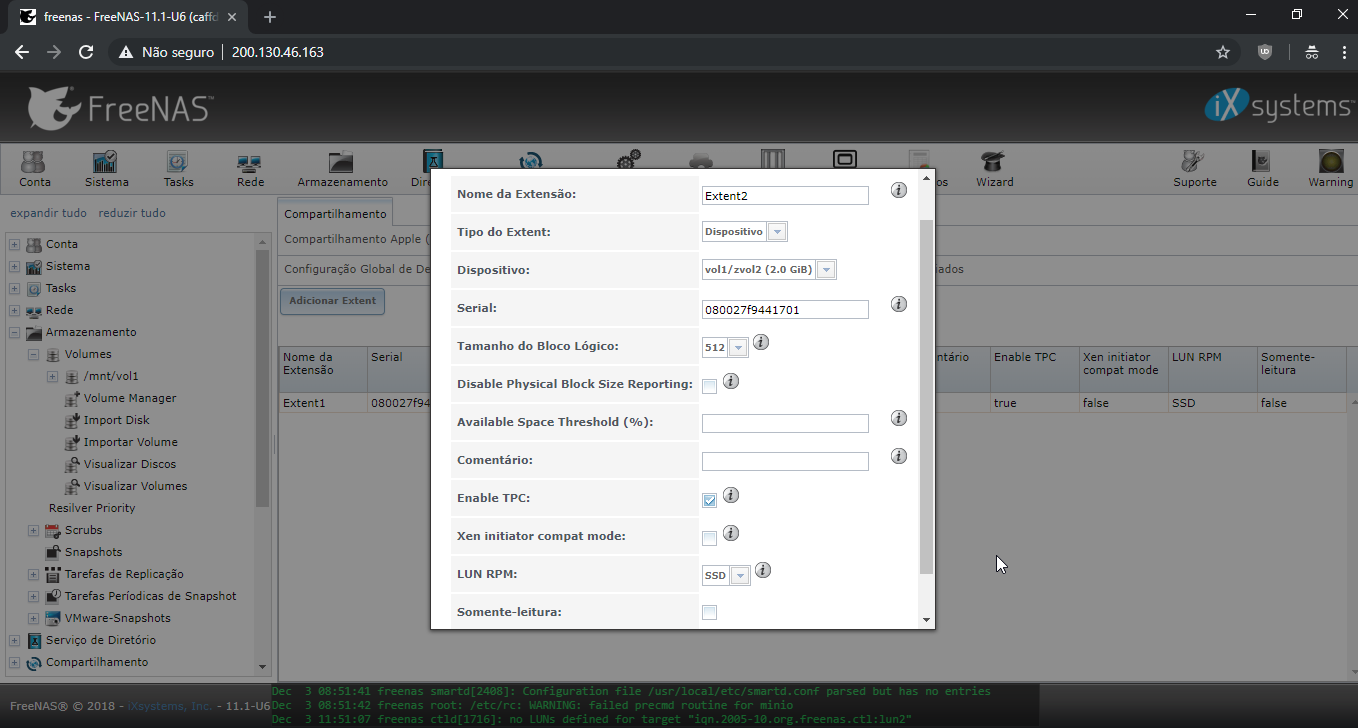 freenas - FreeNAS-11.1-U6 (caffd
Não seguro | 200.130.46.163
FreeNAS™
iXsystems™
Conta
Sistema
Tasks
Rede
Armazenamento
Dire
os
Wizard
Suporte
Guide
Warning
expandir tudo reduzir tudo
Conta
Sistema
Tasks
Rede
Armazenamento
Volumes
/mnt/vol1
Volume Manager
Import Disk
Importar Volume
Visualizar Discos
Visualizar Volumes
Resilver Priority
Scrubs
Snapshots
Tarefas de Replicação
Tarefas Períodicas de Snapshot
VMware-Snapshots
Serviço de Diretório
Compartilhamento
Compartilhamento
Compartilhamento Apple (
Configuração Global de De
iados
Adicionar Extent
Nome da Extensão
Serial
ntário
Enable TPC
Xen initiator compat mode
LUN RPM
Somente-leitura
Extent1
080027f94
true
false
SSD
false
Nome da Extensão: Extent2
Tipo do Extent: Dispositivo
Dispositivo: vol1/zvol2 (2.0 GiB)
Serial: 080027f9441701
Tamanho do Bloco Lógico: 512
Disable Physical Block Size Reporting:
Available Space Threshold (%):
Comentário:
Enable TPC:
Xen initiator compat mode:
LUN RPM: SSD
Somente-leitura:
FreeNAS® © 2018 - iXsystems, Inc. - 11.1-U6
Dec  3 08:51:41 freenas smartd[2408]: Configuration file /usr/local/etc/smartd.conf parsed but has no entries
Dec  3 08:51:42 freenas root: /etc/rc: WARNING: failed precmd routine for minio
Dec  3 11:51:07 freenas ctld[1716]: no LUNs defined for target "iqn.2005-10.org.freenas.ctl:lun2"